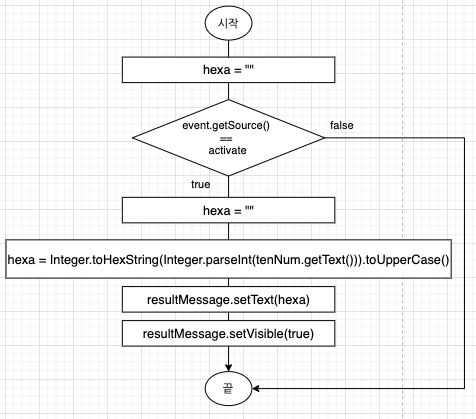 시작
hexa = ""
event.getSource()
==
activate
false
true
hexa = ""
hexa = Integer.toHexString(Integer.parseInt(tenNum.getText())).toUpperCase()
resultMessage.setText(hexa)
resultMessage.setVisible(true)
끝